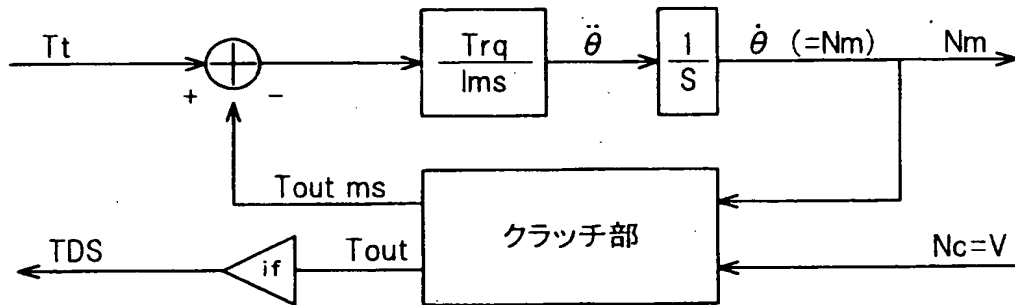 Tt
+
-
Trq
Ims
θ̈
1
S
θ̇ (=Nm)
Nm
Tout ms
クラッチ部
TDS
if
Tout
Nc=V